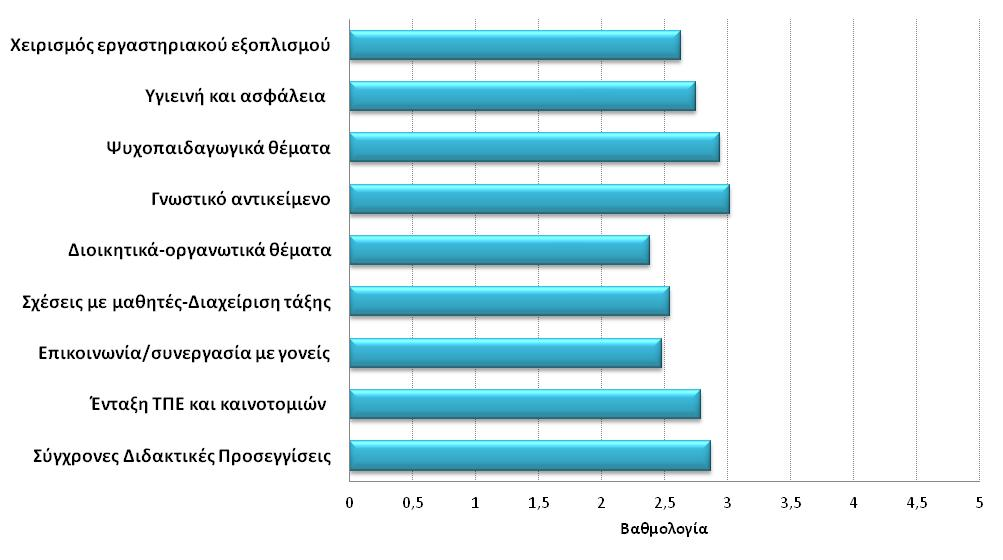 Χειρισμός εργαστηριακού εξοπλισμού
Υγιεινή και ασφάλεια
Ψυχοπαιδαγωγικά θέματα
Γνωστικό αντικείμενο
Διοικητικά-οργανωτικά θέματα
Σχέσεις με μαθητές-Διαχείριση τάξης
Επικοινωνία/συνεργασία με γονείς
Ένταξη ΤΠΕ και καινοτομιών
Σύγχρονες Διδακτικές Προσεγγίσεις
0 0,5 1 1,5 2 2,5 3 3,5 4 4,5 5
Βαθμολογία